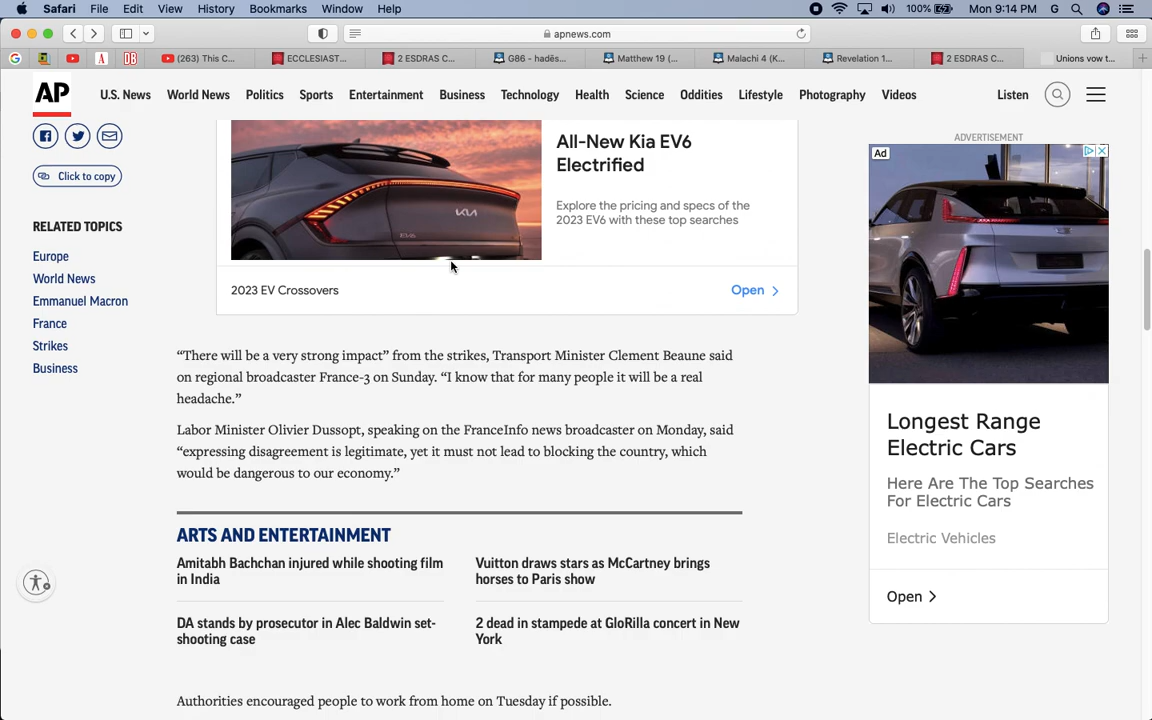 Safari File Edit View History Bookmarks Window Help 100% Mon 9:14 PM G
apnews.com
(263) This C... ECCLESIAST... 2 ESDRAS C... G86 - hadēs... Matthew 19 (... Malachi 4 (K... Revelation 1... 2 ESDRAS C... Unions vow t...
AP U.S. News World News Politics Sports Entertainment Business Technology Health Science Oddities Lifestyle Photography Videos Listen
Click to copy
RELATED TOPICS
Europe
World News
Emmanuel Macron
France
Strikes
Business
KIA
EV6
All-New Kia EV6
Electrified
Explore the pricing and specs of the
2023 EV6 with these top searches
2023 EV Crossovers Open
“There will be a very strong impact” from the strikes, Transport Minister Clement Beaune said
on regional broadcaster France-3 on Sunday. “I know that for many people it will be a real
headache.”
Labor Minister Olivier Dussopt, speaking on the FranceInfo news broadcaster on Monday, said
“expressing disagreement is legitimate, yet it must not lead to blocking the country, which
would be dangerous to our economy.”
ARTS AND ENTERTAINMENT
Amitabh Bachchan injured while shooting film
in India
Vuitton draws stars as McCartney brings
horses to Paris show
DA stands by prosecutor in Alec Baldwin set-
shooting case
2 dead in stampede at GloRilla concert in New
York
Authorities encouraged people to work from home on Tuesday if possible.
ADVERTISEMENT
Ad
Longest Range
Electric Cars
Here Are The Top Searches
For Electric Cars
Electric Vehicles
Open